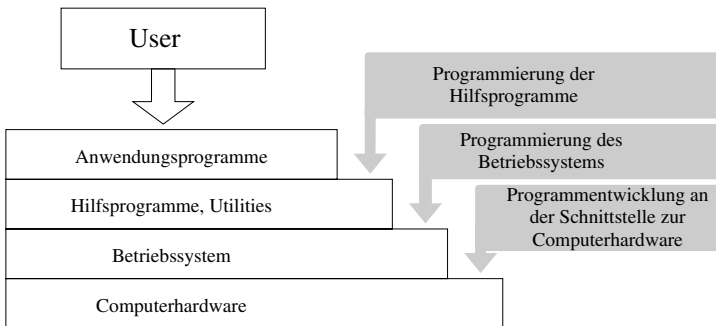 User
Programmierung der
Hilfsprogramme
Anwendungsprogramme
Programmierung des
Betriebssystems
Hilfsprogramme, Utilities
Programmentwicklung an
der Schnittstelle zur
Computerhardware
Betriebssystem
Computerhardware